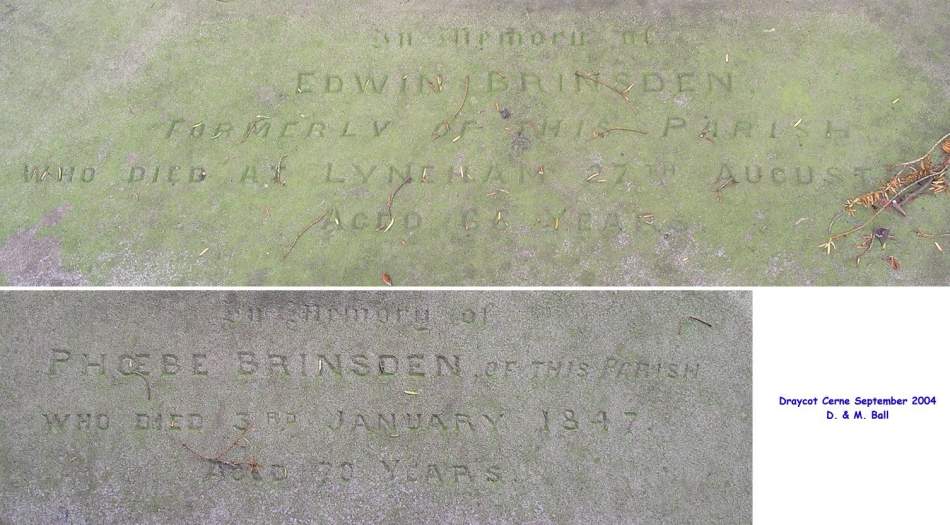 In Memory of
EDWIN BRINSDEN.
FORMERLY OF THIS PARISH
WHO DIED AT LYNEHAM 27TH AUGUST
AGED YEARS
In Memory of
PHŒBE BRINSDEN, OF THIS PARISH
WHO DIED 3RD JANUARY 1847.
AGED 70 YEARS.
Draycot Cerne September 2004
D. & M. Ball